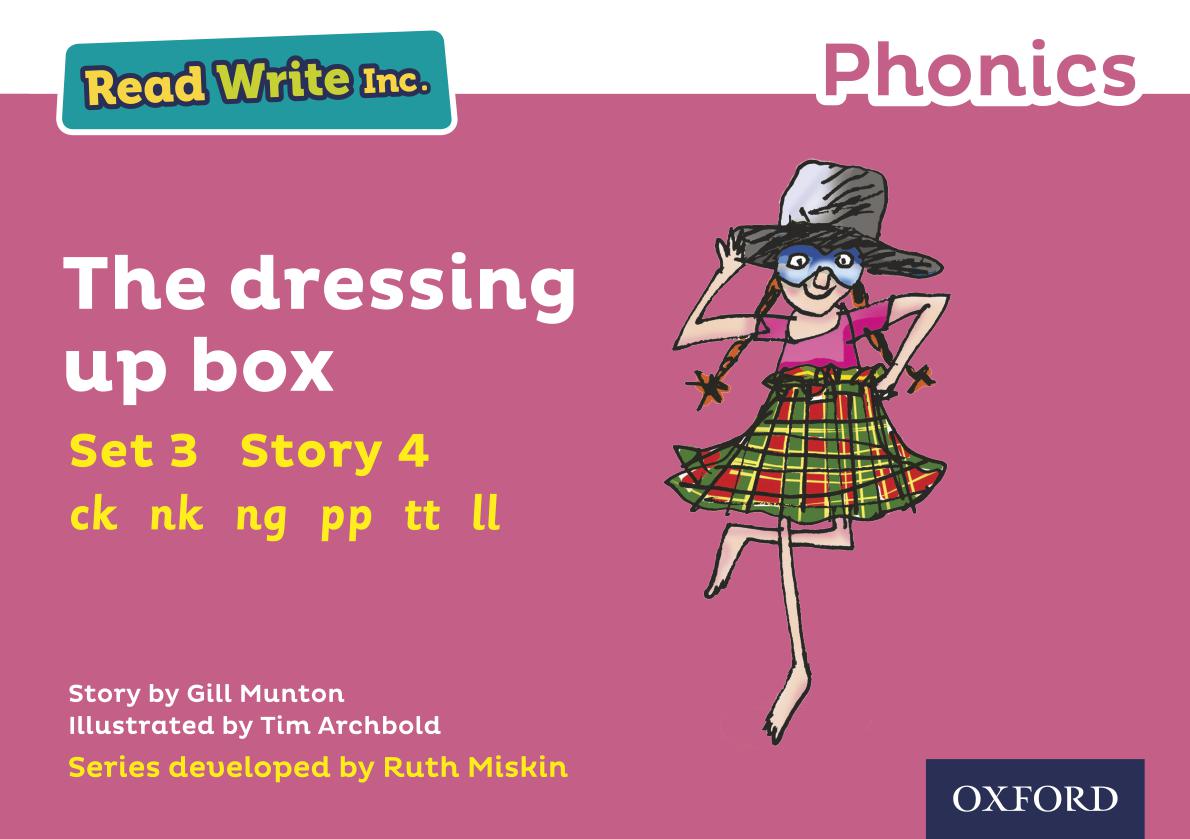 Read Write Inc.
Phonics
The dressing
up box
Set 3 Story 4
ck nk ng pp tt ll
Story by Gill Munton
Illustrated by Tim Archbold
Series developed by Ruth Miskin
OXFORD